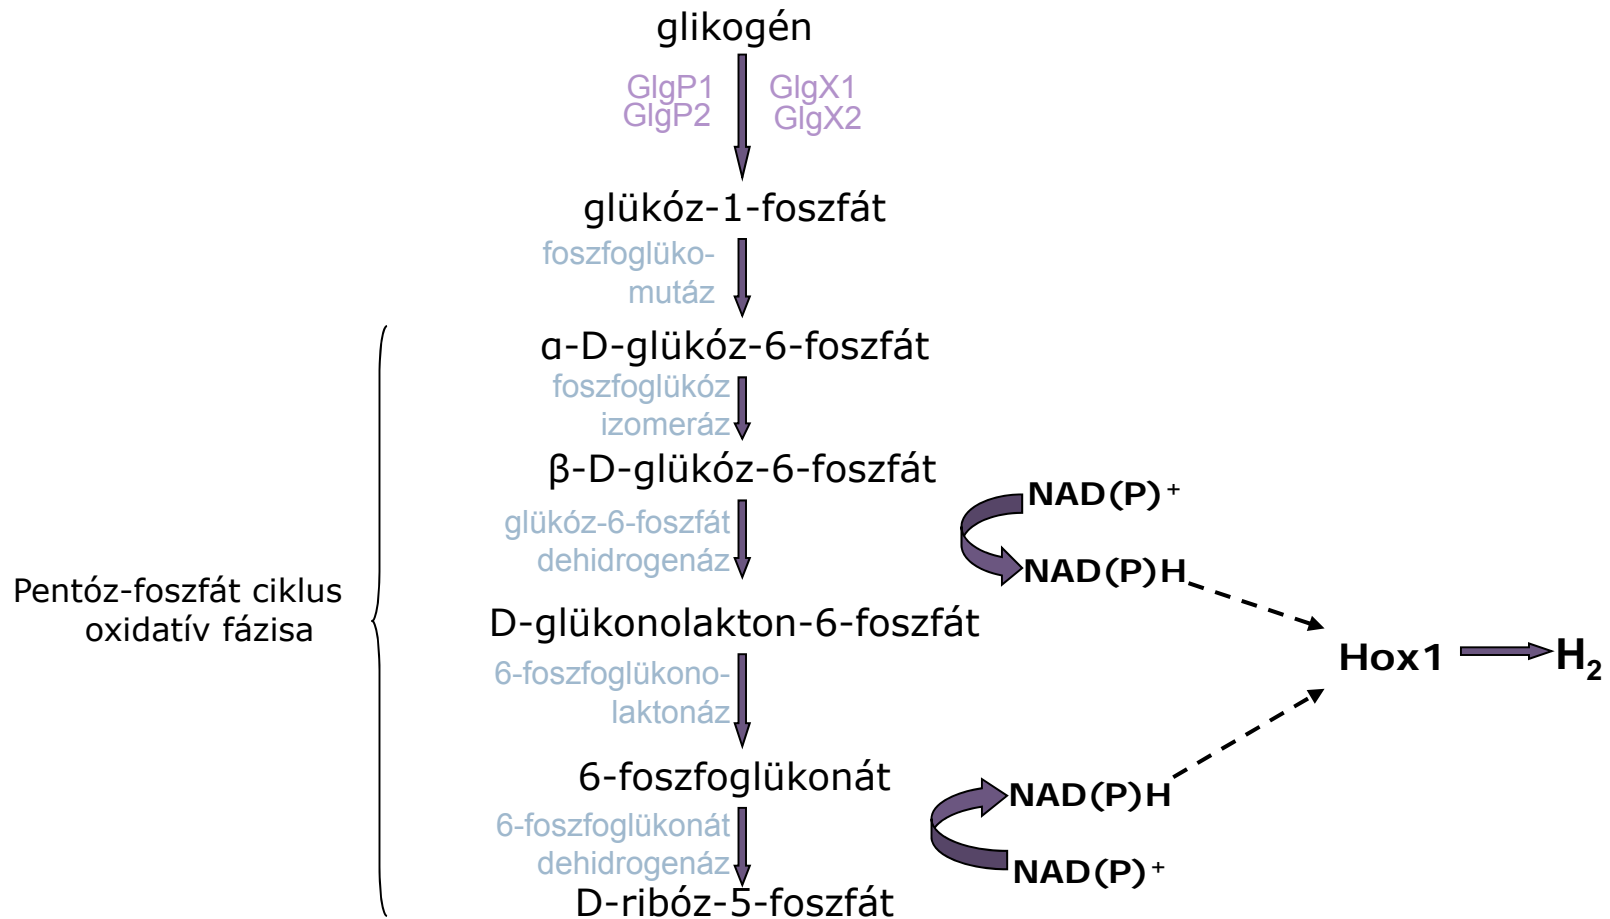 glikogén
GlgP1 GlgX1
GlgP2 GlgX2
glükóz-1-foszfát
foszfoglüko-
mutáz
α-D-glükóz-6-foszfát
foszfoglükóz
izomeráz
β-D-glükóz-6-foszfát
NAD(P)⁺
glükóz-6-foszfát
dehidrogenáz
NAD(P)H
Pentóz-foszfát ciklus
oxidatív fázisa
D-glükonolakton-6-foszfát
Hox1
H₂
6-foszfoglükono-
laktonáz
6-foszfoglükonát
NAD(P)H
6-foszfoglükonát
dehidrogenáz
NAD(P)⁺
D-ribóz-5-foszfát